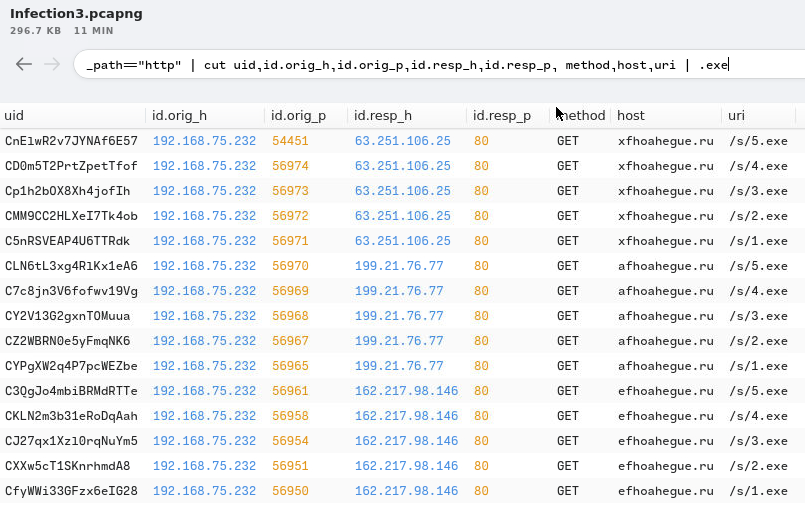 Infection3.pcapng
296.7 KB 11 MIN
_path=="http" | cut uid,id.orig_h,id.orig_p,id.resp_h,id.resp_p, method,host,uri | .exe
uid id.orig_h id.orig_p id.resp_h id.resp_p method host uri
CnElwR2v7JYNAf6E57 192.168.75.232 54451 63.251.106.25 80 GET xfhoahegue.ru /s/5.exe
CD0m5T2PrtZpetTfof 192.168.75.232 56974 63.251.106.25 80 GET xfhoahegue.ru /s/4.exe
Cp1h2bOX8Xh4jofIh 192.168.75.232 56973 63.251.106.25 80 GET xfhoahegue.ru /s/3.exe
CMM9CC2HLXeI7Tk4ob 192.168.75.232 56972 63.251.106.25 80 GET xfhoahegue.ru /s/2.exe
C5nRSVEAP4U6TTRdk 192.168.75.232 56971 63.251.106.25 80 GET xfhoahegue.ru /s/1.exe
CLN6tL3xg4RlKx1eA6 192.168.75.232 56970 199.21.76.77 80 GET afhoahegue.ru /s/5.exe
C7c8jn3V6fofwv19Vg 192.168.75.232 56969 199.21.76.77 80 GET afhoahegue.ru /s/4.exe
CY2V13G2gxnTOMuua 192.168.75.232 56968 199.21.76.77 80 GET afhoahegue.ru /s/3.exe
CZ2WBRN0e5yFmqNK6 192.168.75.232 56967 199.21.76.77 80 GET afhoahegue.ru /s/2.exe
CYPgXW2q4P7pcWEZbe 192.168.75.232 56965 199.21.76.77 80 GET afhoahegue.ru /s/1.exe
C3QgJo4mbiBRMdRTTe 192.168.75.232 56961 162.217.98.146 80 GET efhoahegue.ru /s/5.exe
CKLN2m3b31eRoDqAah 192.168.75.232 56958 162.217.98.146 80 GET efhoahegue.ru /s/4.exe
CJ27qx1Xzl0rqNuYm5 192.168.75.232 56954 162.217.98.146 80 GET efhoahegue.ru /s/3.exe
CXXw5cT1SKnrhmdA8 192.168.75.232 56951 162.217.98.146 80 GET efhoahegue.ru /s/2.exe
CfyWWi33GFzx6eIG28 192.168.75.232 56950 162.217.98.146 80 GET efhoahegue.ru /s/1.exe